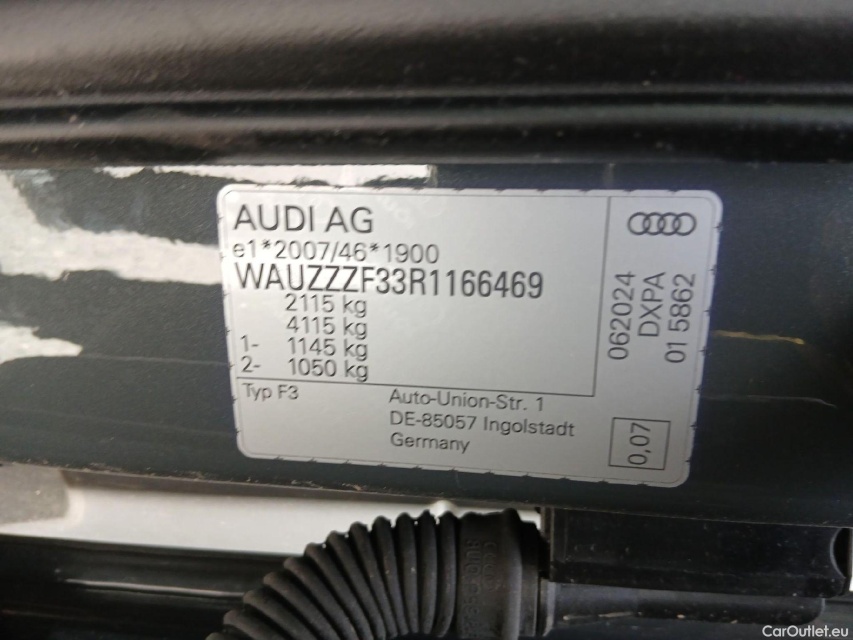 AUDI AG
e1*2007/46*1900
WAUZZZF33R1166469
2115 kg
4115 kg
1- 1145 kg
2- 1050 kg
Typ F3
Auto-Union-Str. 1
DE-85057 Ingolstadt
Germany
062024
DXPA
01 5862
0,07
CarOutlet.eu